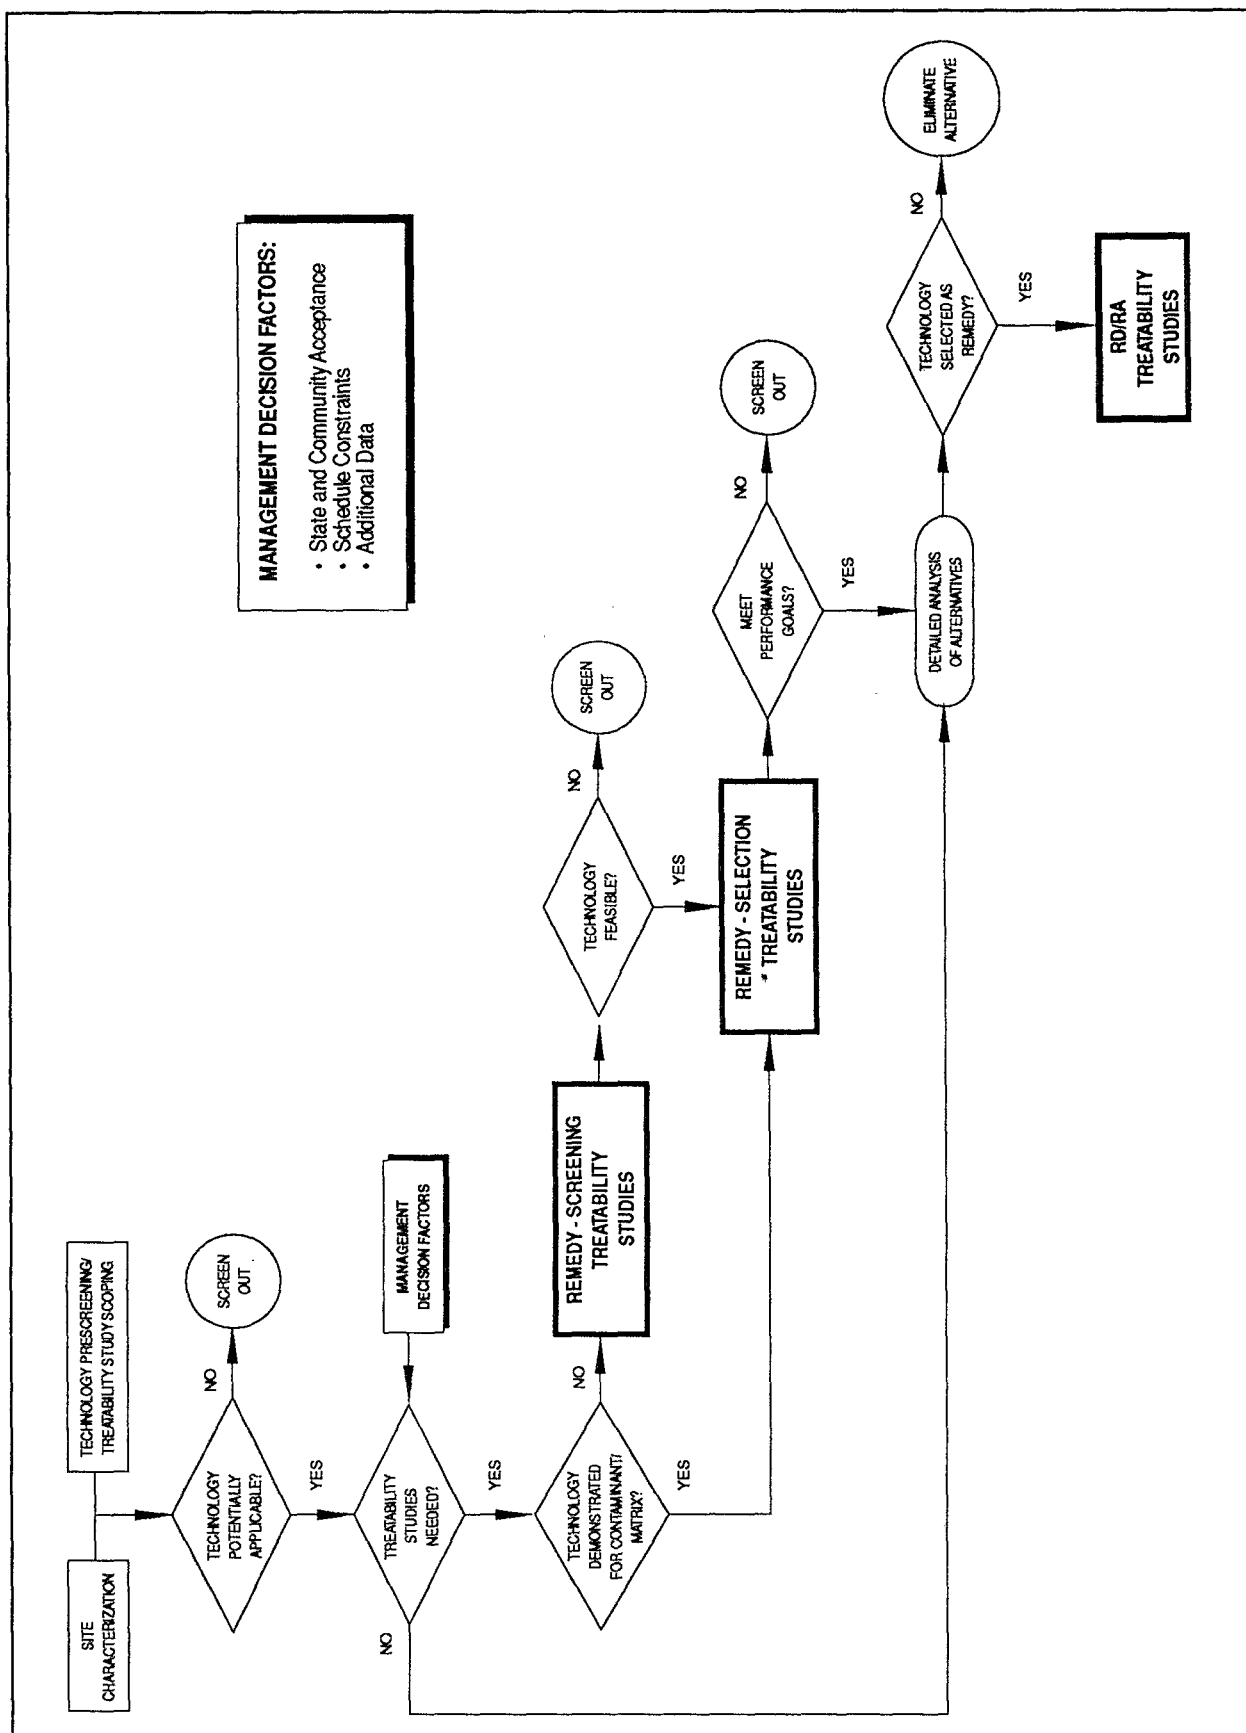 SITE
CHARACTERIZATION
TECHNOLOGY PRESCREENING/
TREATABILITY STUDY SCOPING
TECHNOLOGY
POTENTIALLY
APPLICABLE?
NO
SCREEN
OUT
YES
MANAGEMENT
DECISION FACTORS
TREATABILITY
STUDIES
NEEDED?
NO
YES
TECHNOLOGY
DEMONSTRATED
FOR CONTAMINANT/
MATRIX?
NO
YES
REMEDY - SCREENING
TREATABILITY
STUDIES
TECHNOLOGY
FEASIBLE?
NO
SCREEN
OUT
YES
REMEDY - SELECTION
TREATABILITY
STUDIES
MEET
PERFORMANCE
GOALS?
NO
SCREEN
OUT
YES
DETAILED ANALYSIS
OF ALTERNATIVES
TECHNOLOGY
SELECTED AS
REMEDY?
NO
ELIMINATE
ALTERNATIVE
YES
RD/RA
TREATABILITY
STUDIES
MANAGEMENT DECISION FACTORS:
• State and Community Acceptance
• Schedule Constraints
• Additional Data